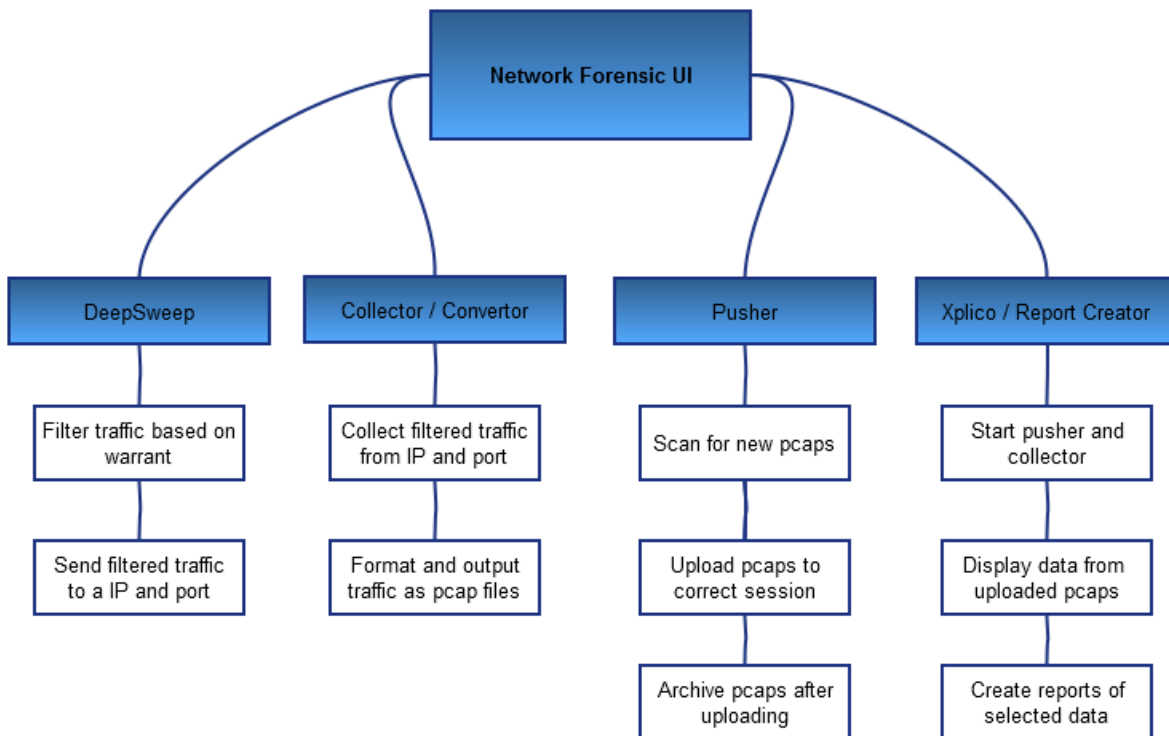 Network Forensic UI
DeepSweep
Collector / Convertor
Pusher
Xplico / Report Creator
Filter traffic based on
warrant
Collect filtered traffic
from IP and port
Scan for new pcaps
Start pusher and
collector
Send filtered traffic
to a IP and port
Format and output
traffic as pcap files
Upload pcaps to
correct session
Display data from
uploaded pcaps
Archive pcaps after
uploading
Create reports of
selected data